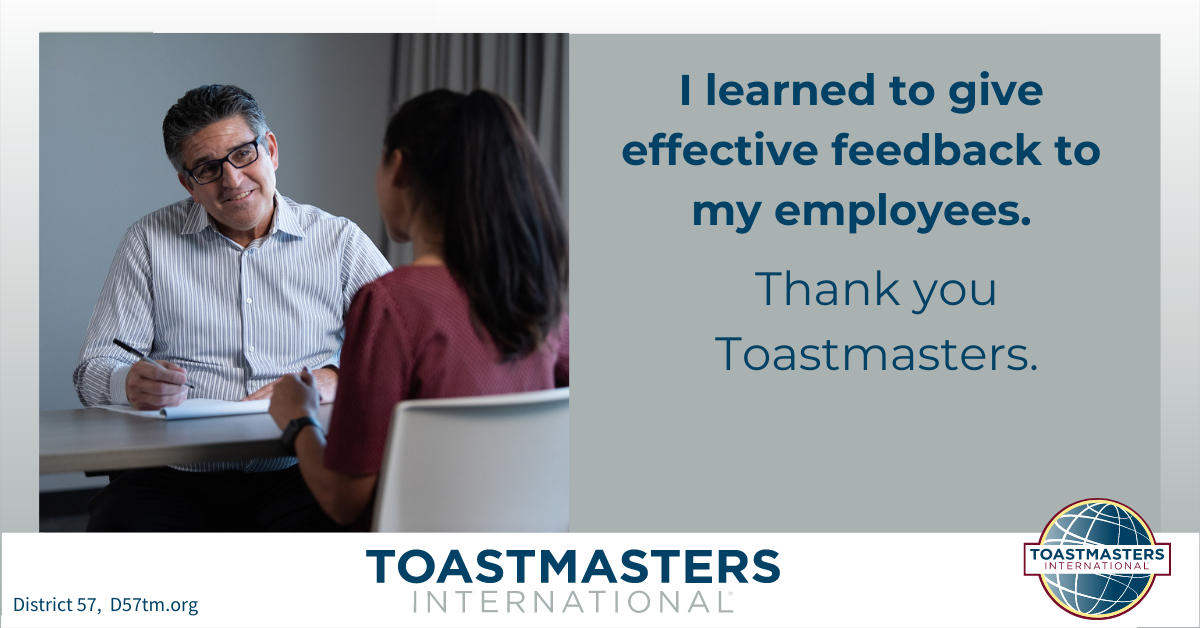 I learned to give
effective feedback to
my employees.
Thank you
Toastmasters.
TOASTMASTERS
INTERNATIONAL®
District 57, D57tm.org
TOASTMASTERS
INTERNATIONAL